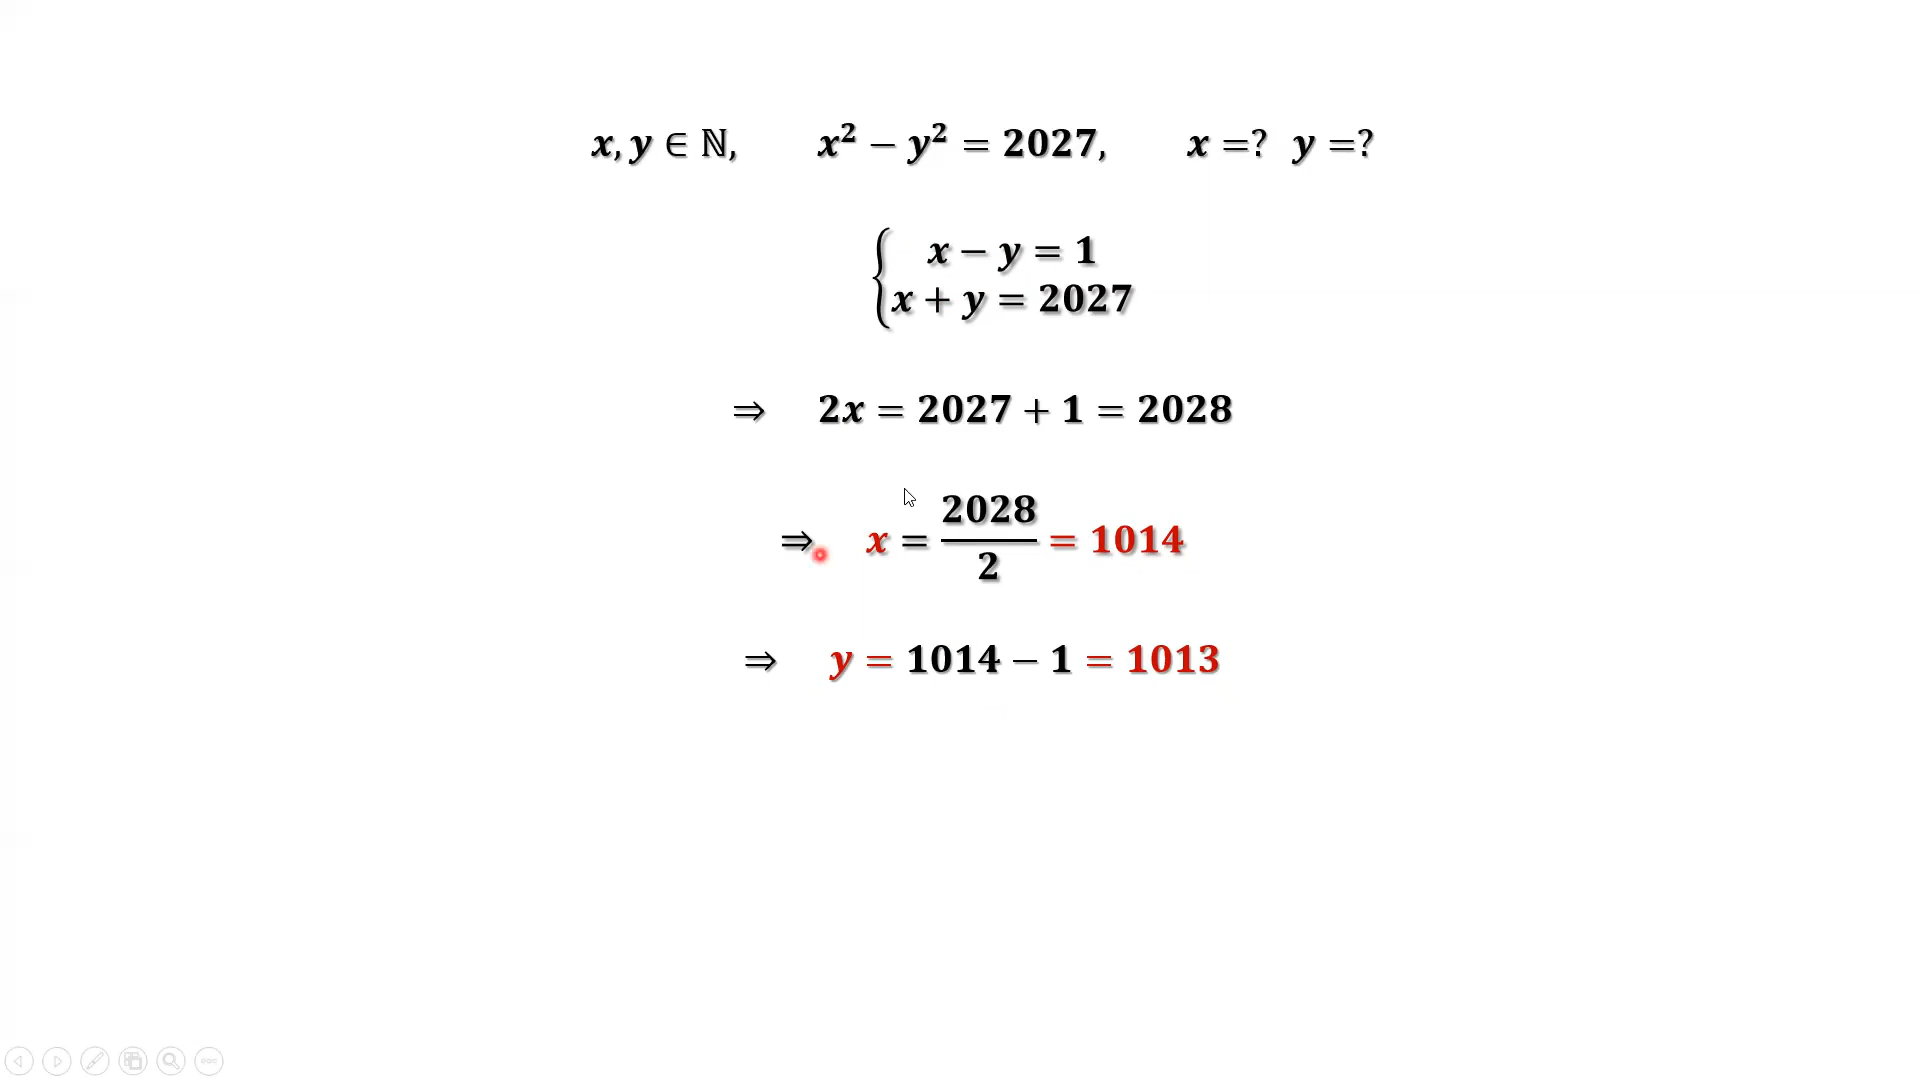 x, y ∈ ℕ, x² − y² = 2027, x =? y =?
x − y = 1
x + y = 2027
⇒ 2x = 2027 + 1 = 2028
⇒ x = 2028/2 = 1014
⇒ y = 1014 − 1 = 1013